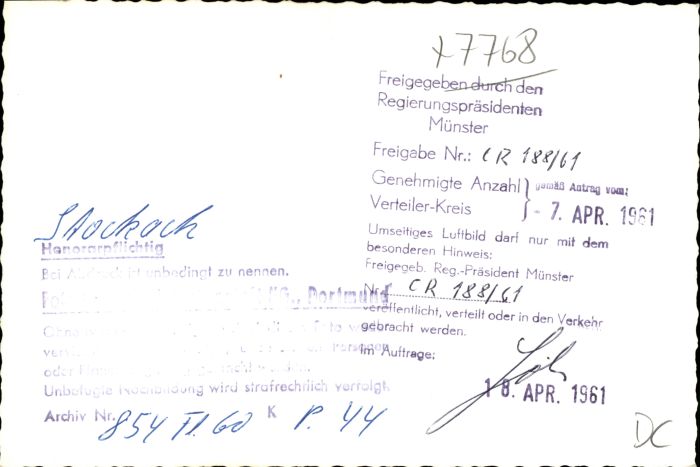 +7768
Freigegeben durch den
Regierungspräsidenten
Münster
Freigabe Nr.: CR 188/61
Genehmigte Anzahl
Verteiler-Kreis
gemäß Antrag vom:
- 7. APR. 1961
Umseitiges Luftbild darf nur mit dem
besonderen Hinweis:
Freigegeb. Reg.-Präsident Münster
Nr. CR 188/61
veröffentlicht, verteilt oder in den Verkehr
gebracht werden.
Im Auftrage:
18. APR. 1961
Stockach
Honorarpflichtig
Bei Abdruck ist unbedingt zu nennen.
Dortmund
Ohne
oder
Unbefugte Nachbildung wird strafrechtlich verfolgt.
Archiv Nr. 854 II.60 K P. 44
DC